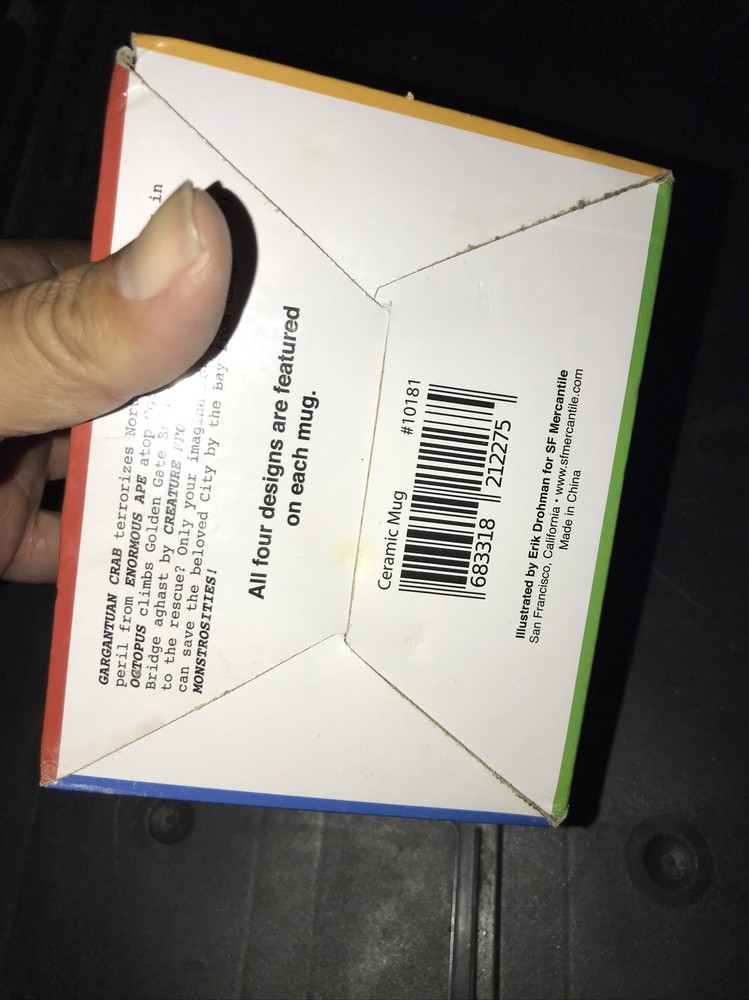 GARGANTUAN CRAB terrorizes in
peril from ENORMOUS APE atop
OCTOPUS climbs Golden Gate
Bridge aghast by CREATURE
to the rescue? Only your
can save the beloved City by the Bay from
MONSTROSITIES!
All four designs are featured
on each mug.
Ceramic Mug #10181
683318 212275
Illustrated by Erik Drohman for SF Mercantile
San Francisco, California • www.sfmercantile.com
Made in China